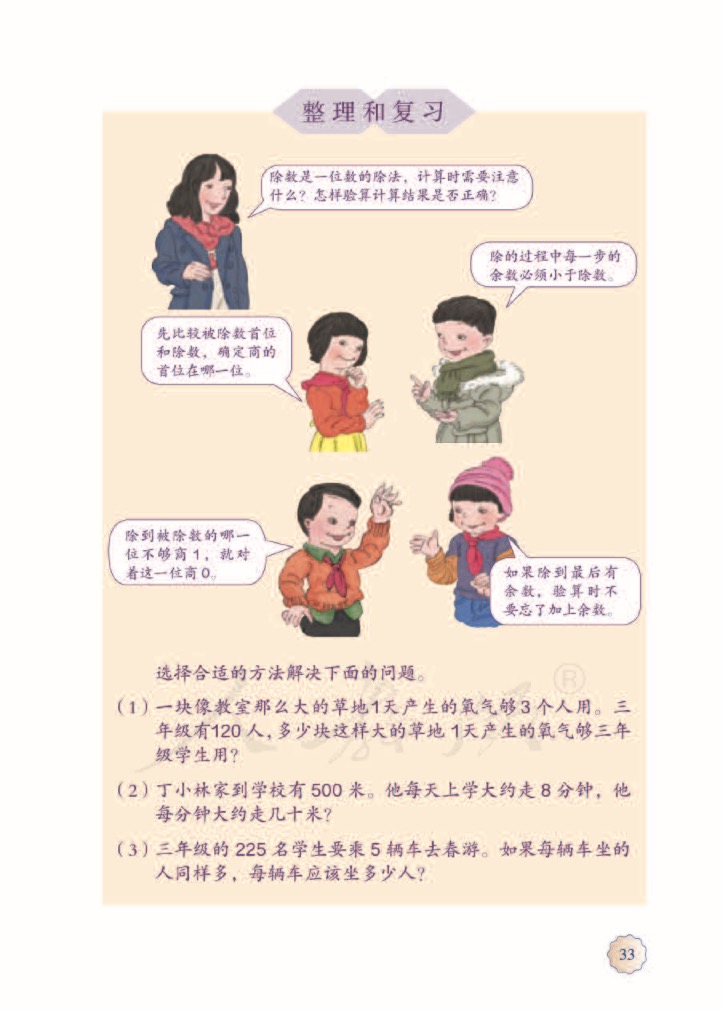 整理和复习
除数是一位数的除法，计算时需要注意
什么？怎样验算计算结果是否正确？
除的过程中每一步的
余数必须小于除数。
先比较被除数首位
和除数，确定商的
首位在哪一位。
除到被除数的哪一
位不够商 1，就对
着这一位商 0。
如果除到最后有
余数，验算时不
要忘了加上余数。
选择合适的方法解决下面的问题。
（1）一块像教室那么大的草地1天产生的氧气够3 个人用。三
年级有120 人，多少块这样大的草地 1天产生的氧气够三年
级学生用？
（2）丁小林家到学校有 500 米。他每天上学大约走 8 分钟，他
每分钟大约走几十米？
（3）三年级的 225 名学生要乘 5 辆车去春游。如果每辆车坐的
人同样多，每辆车应该坐多少人？
33